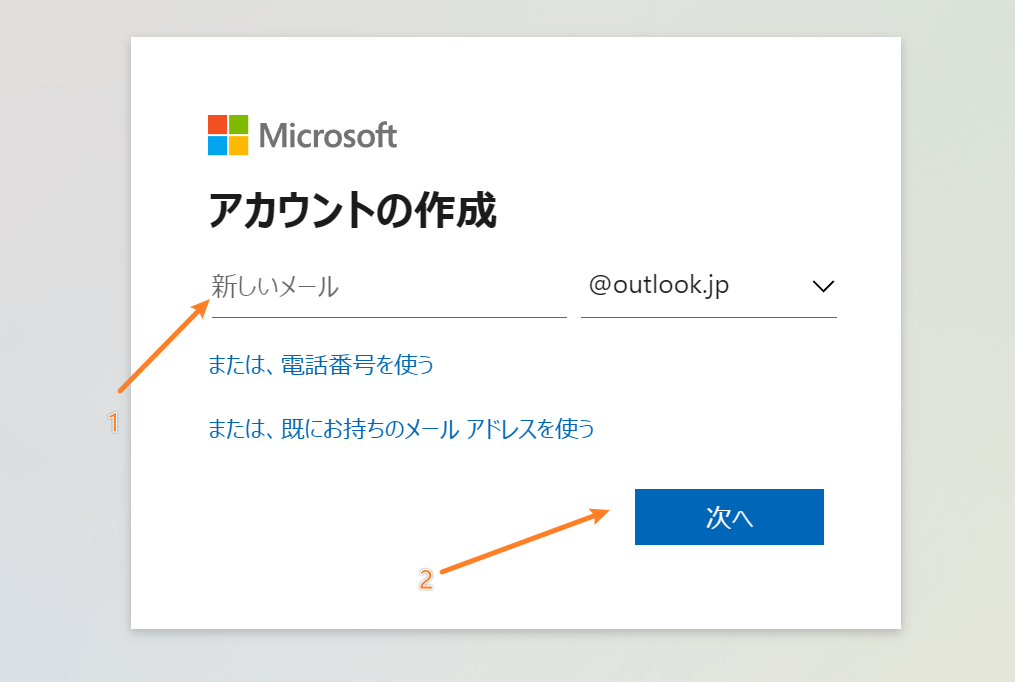 Microsoft
アカウントの作成
新しいメール @outlook.jp
または、電話番号を使う
1
または、既にお持ちのメール アドレスを使う
次へ
2